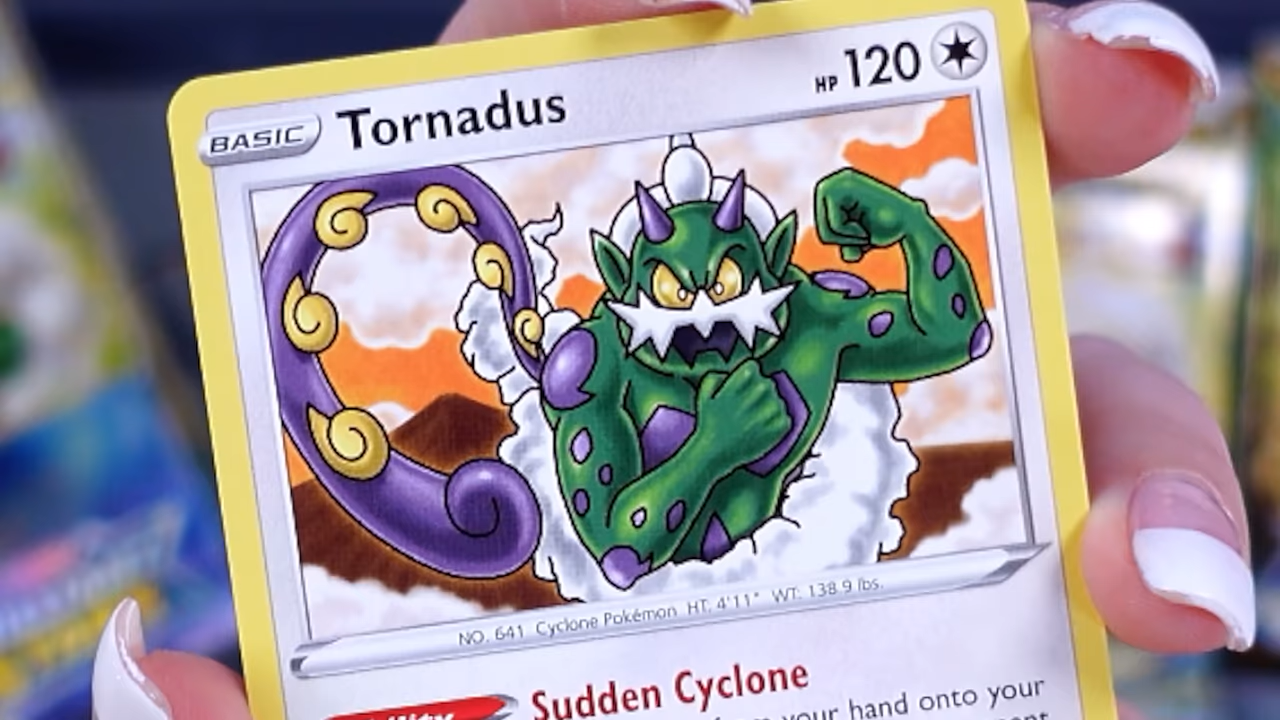 BASIC Tornadus HP 120
NO. 641 Cyclone Pokémon HT: 4'11" WT: 138.9 lbs.
Sudden Cyclone
your hand onto your